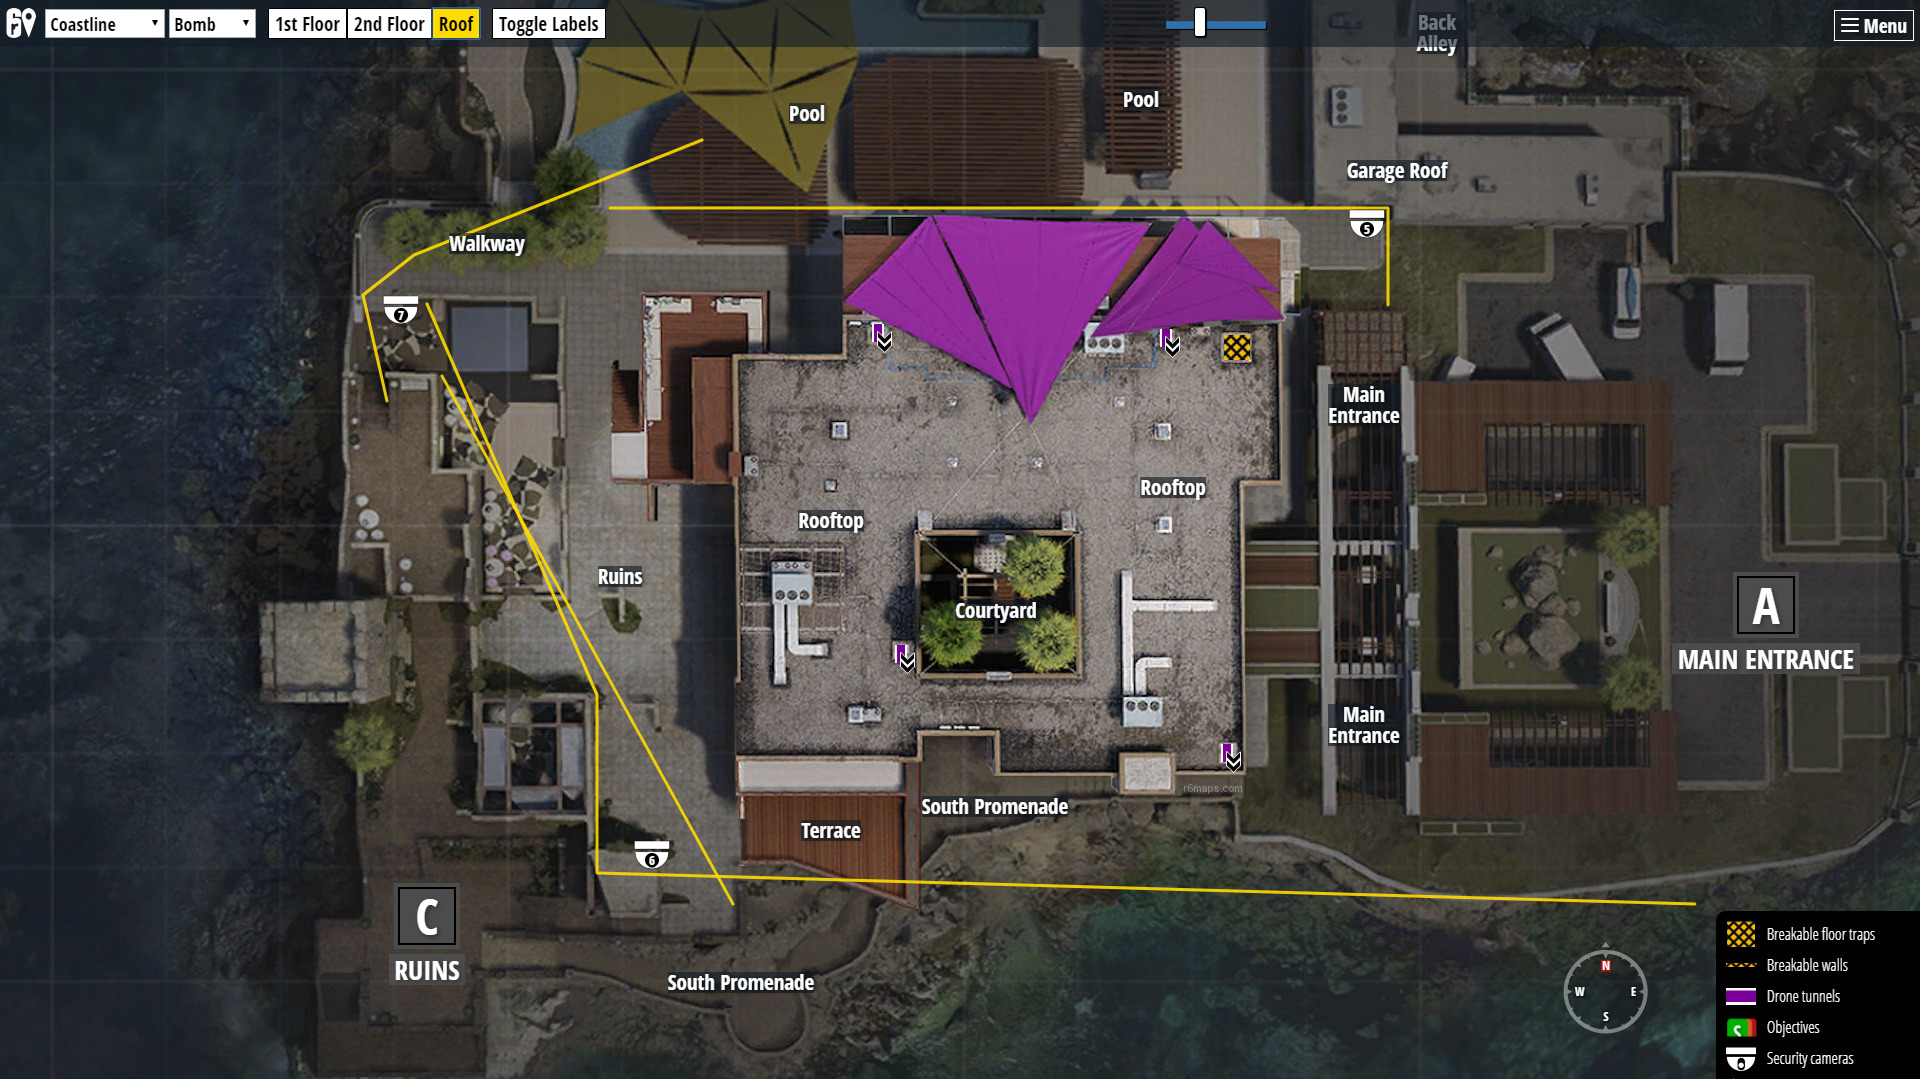 Coastline
Bomb
1st Floor
2nd Floor
Roof
Toggle Labels
Menu
Back
Alley
Pool
Pool
Garage Roof
5
Walkway
7
Main
Entrance
Rooftop
Rooftop
Ruins
Courtyard
A
MAIN ENTRANCE
Main
Entrance
r6maps.com
South Promenade
Terrace
6
C
RUINS
South Promenade
N
W
E
S
Breakable floor traps
Breakable walls
Drone tunnels
Objectives
Security cameras